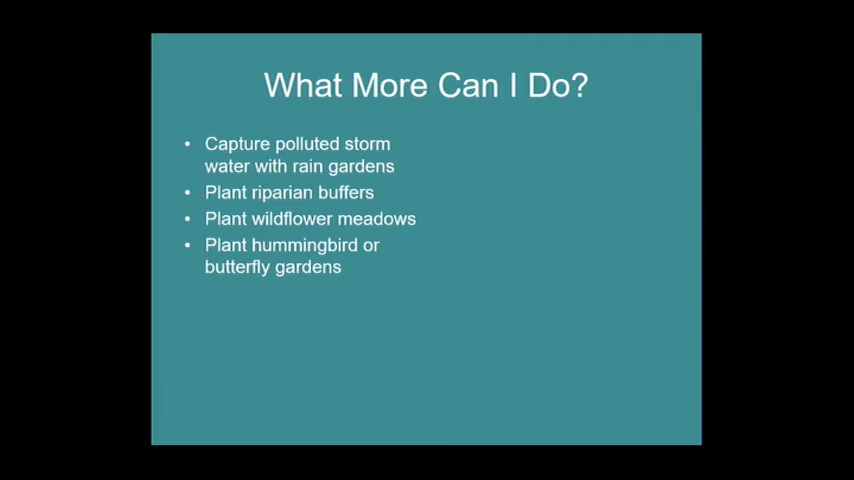 What More Can I Do?
• Capture polluted storm
water with rain gardens
• Plant riparian buffers
• Plant wildflower meadows
• Plant hummingbird or
butterfly gardens